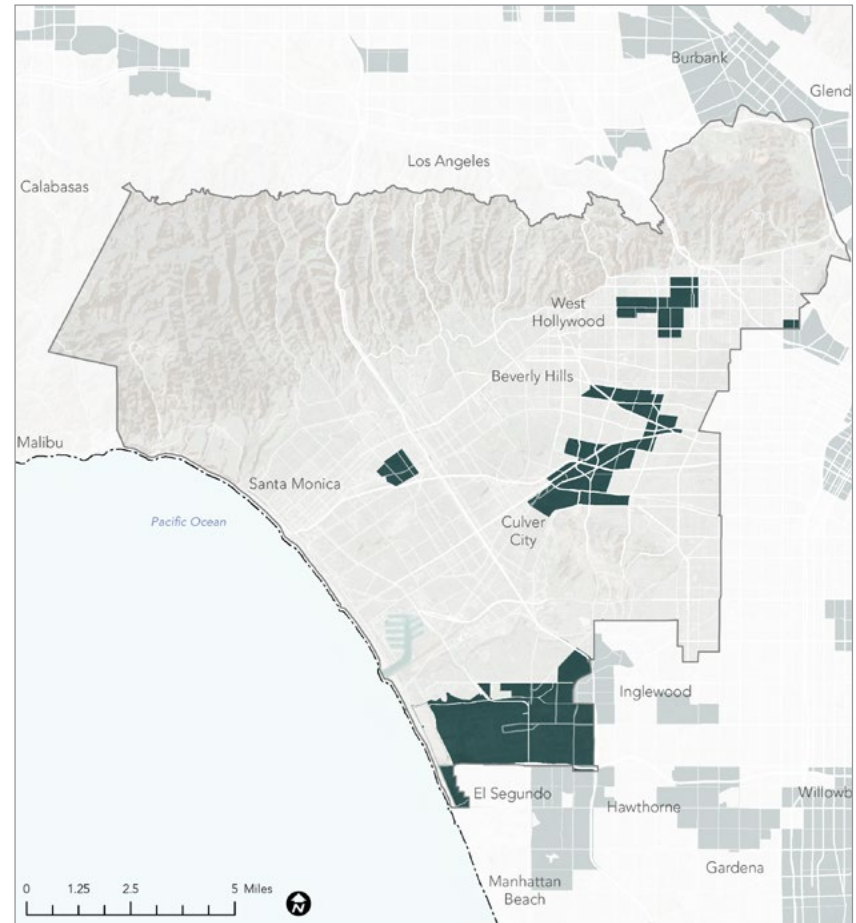 Burbank
Glend
Los Angeles
Calabasas
West
Hollywood
Beverly Hills
Malibu
Santa Monica
Pacific Ocean
Culver
City
Inglewood
El Segundo
Hawthorne
Willowb
Gardena
Manhattan
Beach
0 1.25 2.5 5 Miles
N